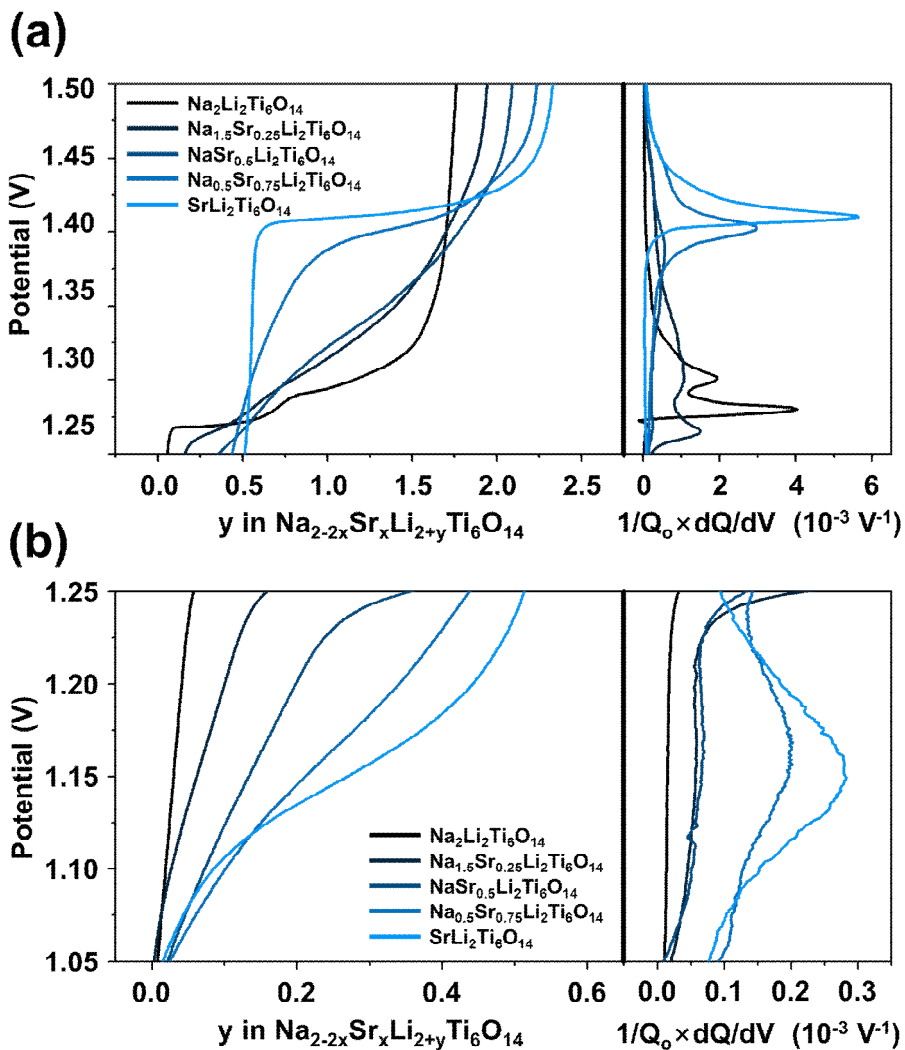 (a)
1.50
1.45
1.40
1.35
1.30
1.25
Potential (V)
Na₂Li₂Ti₆O₁₄
Na₁.₅Sr₀.₂₅Li₂Ti₆O₁₄
NaSr₀.₅Li₂Ti₆O₁₄
Na₀.₅Sr₀.₇₅Li₂Ti₆O₁₄
SrLi₂Ti₆O₁₄
0.0 0.5 1.0 1.5 2.0 2.5
y in Na₂₋₂ₓSrₓLi₂₊yTi₆O₁₄
0 2 4 6
1/Qₒ×dQ/dV (10⁻³ V⁻¹)
(b)
1.25
1.20
1.15
1.10
1.05
Potential (V)
Na₂Li₂Ti₆O₁₄
Na₁.₅Sr₀.₂₅Li₂Ti₆O₁₄
NaSr₀.₅Li₂Ti₆O₁₄
Na₀.₅Sr₀.₇₅Li₂Ti₆O₁₄
SrLi₂Ti₆O₁₄
0.0 0.2 0.4 0.6
y in Na₂₋₂ₓSrₓLi₂₊yTi₆O₁₄
0.0 0.1 0.2 0.3
1/Qₒ×dQ/dV (10⁻³ V⁻¹)